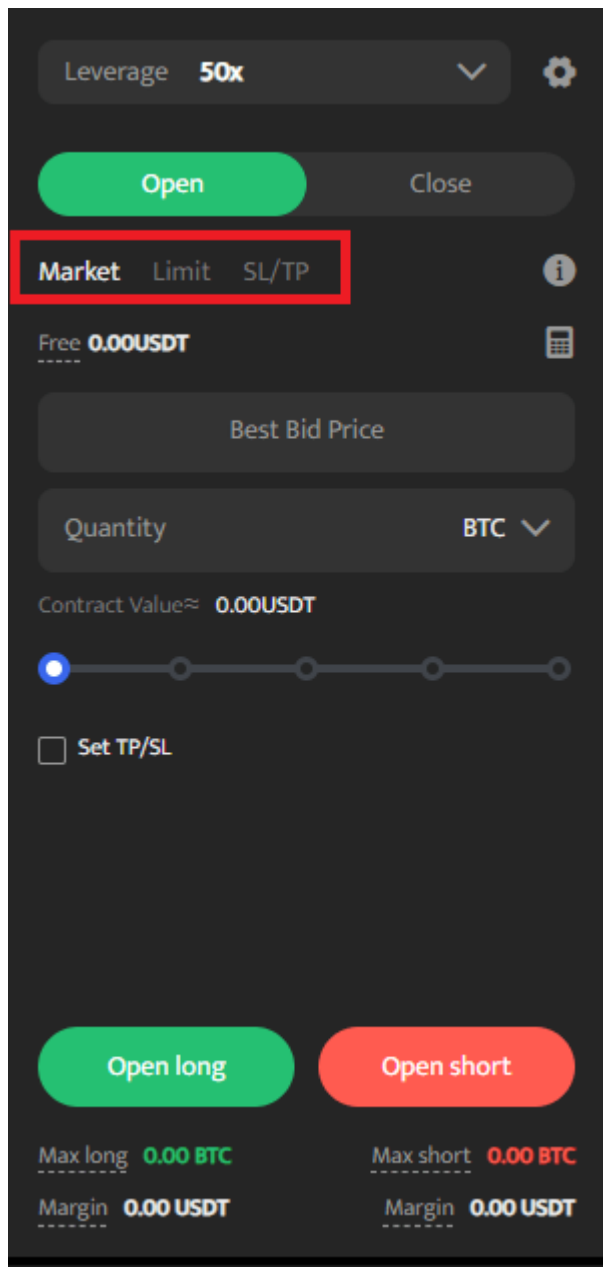 Leverage 50x
Open Close
Market Limit SL/TP
Free 0.00USDT
Best Bid Price
Quantity BTC
Contract Value≈ 0.00USDT
Set TP/SL
Open long Open short
Max long 0.00 BTC Max short 0.00 BTC
Margin 0.00 USDT Margin 0.00 USDT